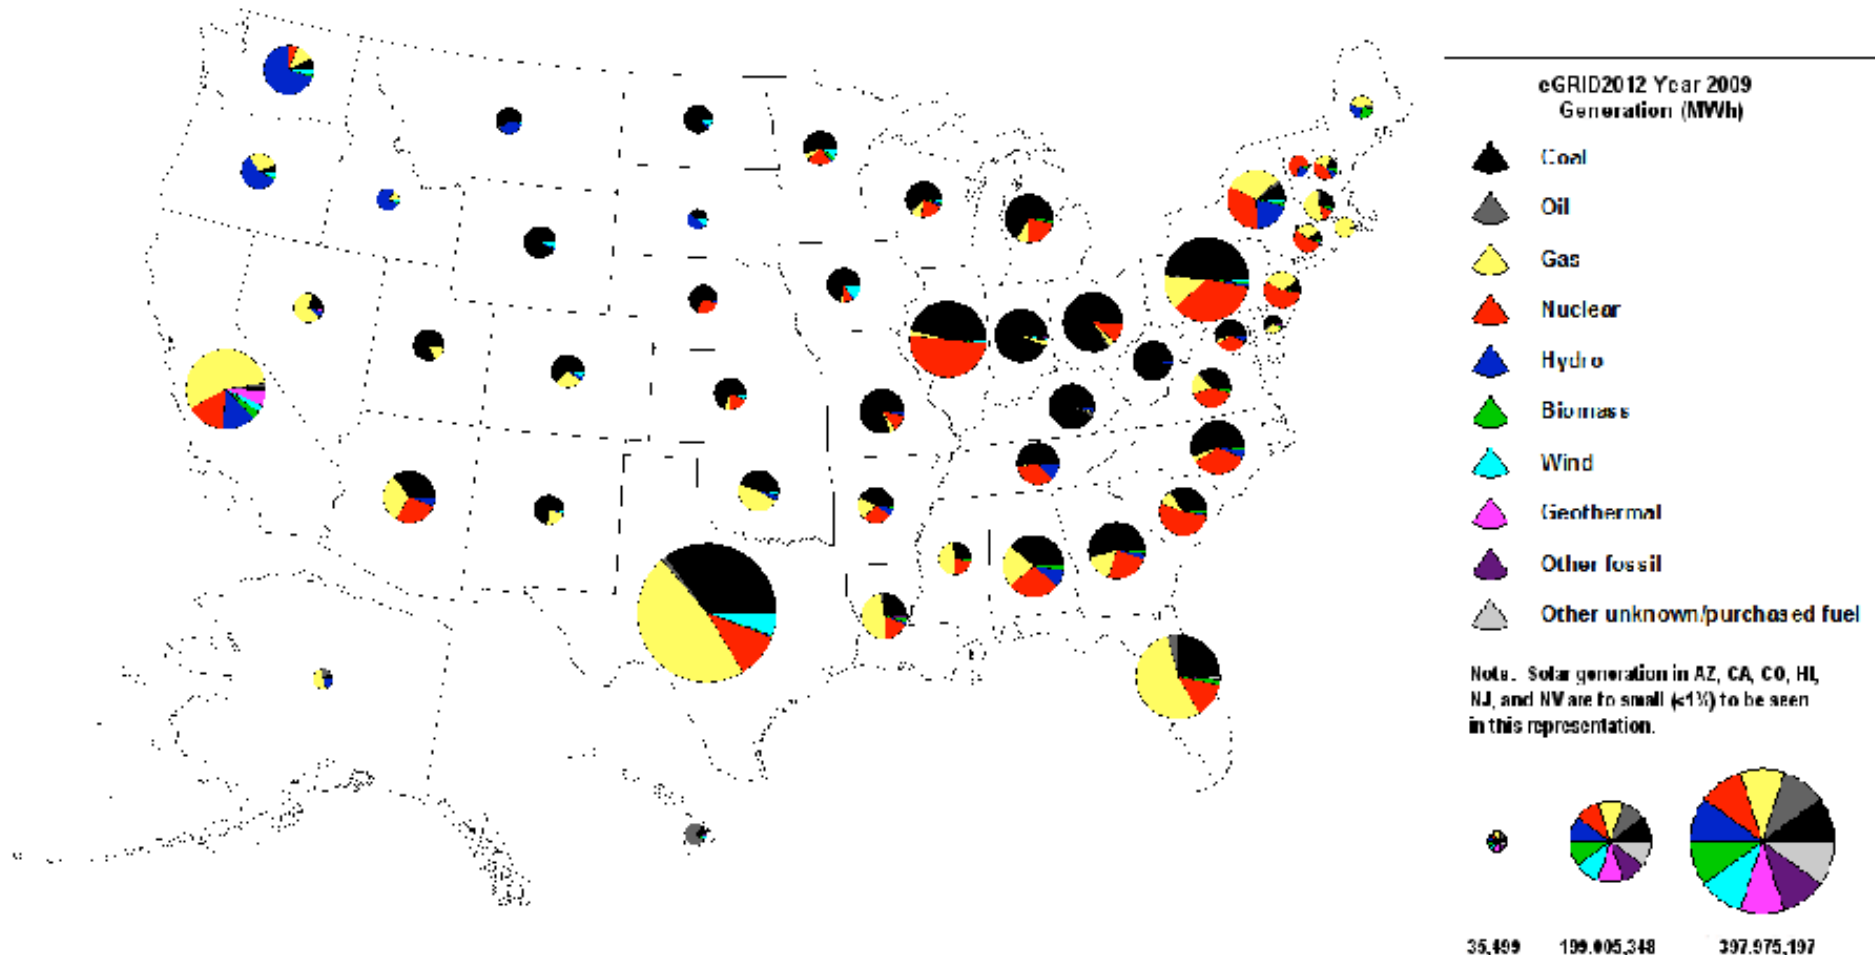 eGRID2012 Year 2009
Generation (MWh)
Coal
Oil
Gas
Nuclear
Hydro
Biomass
Wind
Geothermal
Other fossil
Other unknown/purchased fuel
Note. Solar generation in AZ, CA, CO, HI,
NJ, and NV are to small (<1%) to be seen
in this representation.
35,499 199,005,348 397,975,197